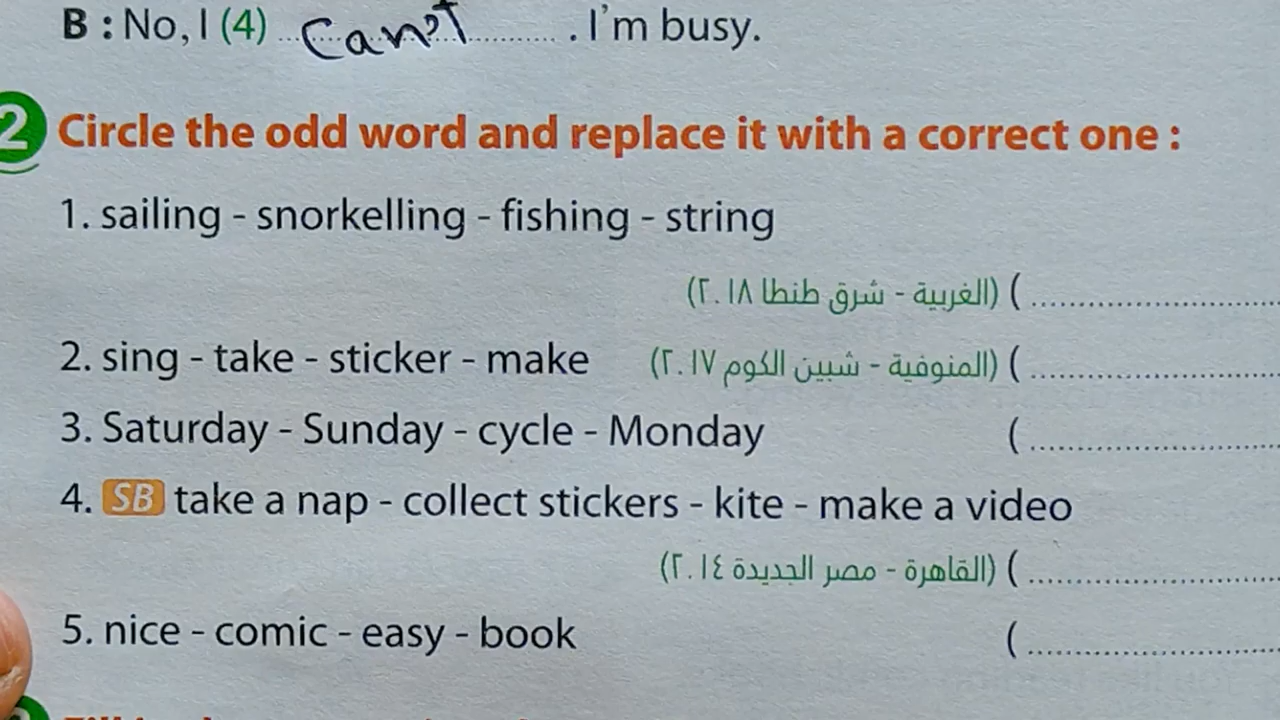 B : No, I (4) can't . I'm busy.
2 Circle the odd word and replace it with a correct one :
1. sailing - snorkelling - fishing - string
(الغربية - شرق طنطا ٢٠١٨) (
2. sing - take - sticker - make (المنوفية - شبين الكوم ٢٠١٧) (
3. Saturday - Sunday - cycle - Monday (
4. SB take a nap - collect stickers - kite - make a video
(القاهرة - مصر الجديدة ٢٠١٤) (
5. nice - comic - easy - book (